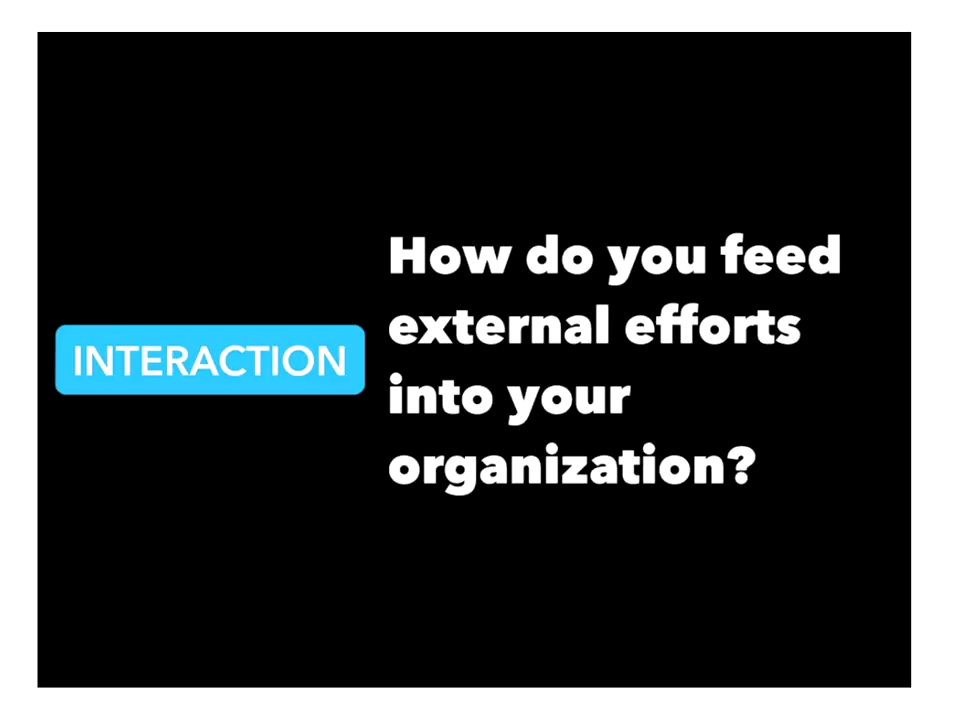 INTERACTION
How do you feed
external efforts
into your
organization?